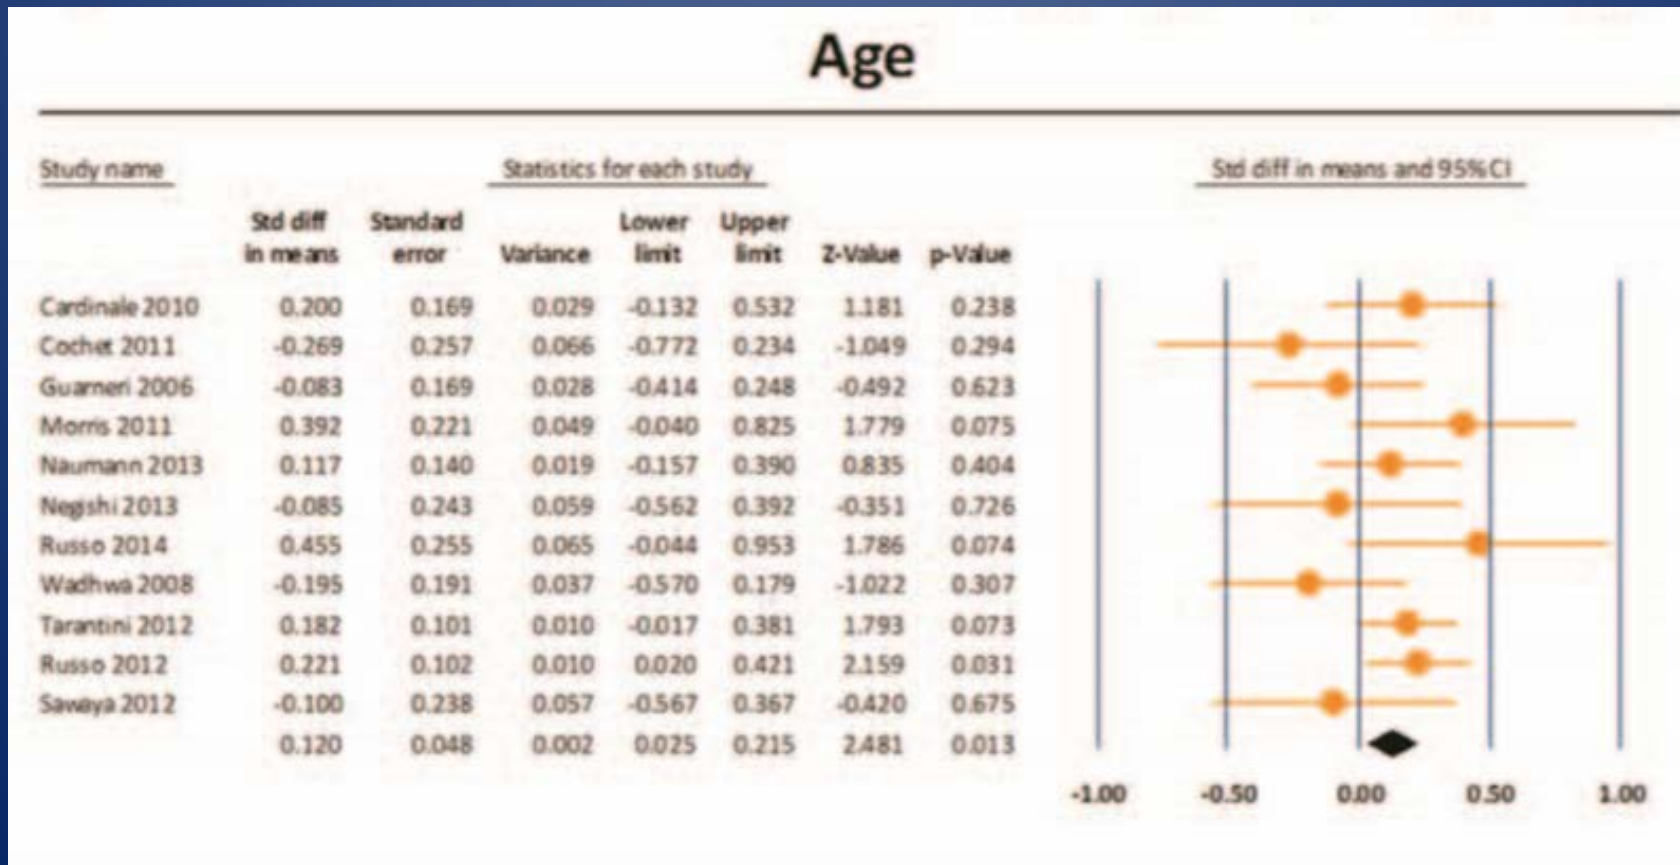 Age
Study name Statistics for each study Std diff in means and 95% CI
Std diff Standard Lower Upper
in means error Variance limit limit Z-Value p-Value
Cardinale 2010 0.200 0.169 0.029 -0.132 0.532 1.181 0.238
Cochet 2011 -0.269 0.257 0.066 -0.772 0.234 -1.049 0.294
Guarneri 2006 -0.083 0.169 0.028 -0.414 0.248 -0.492 0.623
Morris 2011 0.392 0.221 0.049 -0.040 0.825 1.779 0.075
Naumann 2013 0.117 0.140 0.019 -0.157 0.390 0.835 0.404
Negishi 2013 -0.085 0.243 0.059 -0.562 0.392 -0.351 0.726
Russo 2014 0.455 0.255 0.065 -0.044 0.953 1.786 0.074
Wadhwa 2008 -0.195 0.191 0.037 -0.570 0.179 -1.022 0.307
Tarantini 2012 0.182 0.101 0.010 -0.017 0.381 1.793 0.073
Russo 2012 0.221 0.102 0.010 0.020 0.421 2.159 0.031
Sawaya 2012 -0.100 0.238 0.057 -0.567 0.367 -0.420 0.675
0.120 0.048 0.002 0.025 0.215 2.481 0.013
-1.00 -0.50 0.00 0.50 1.00